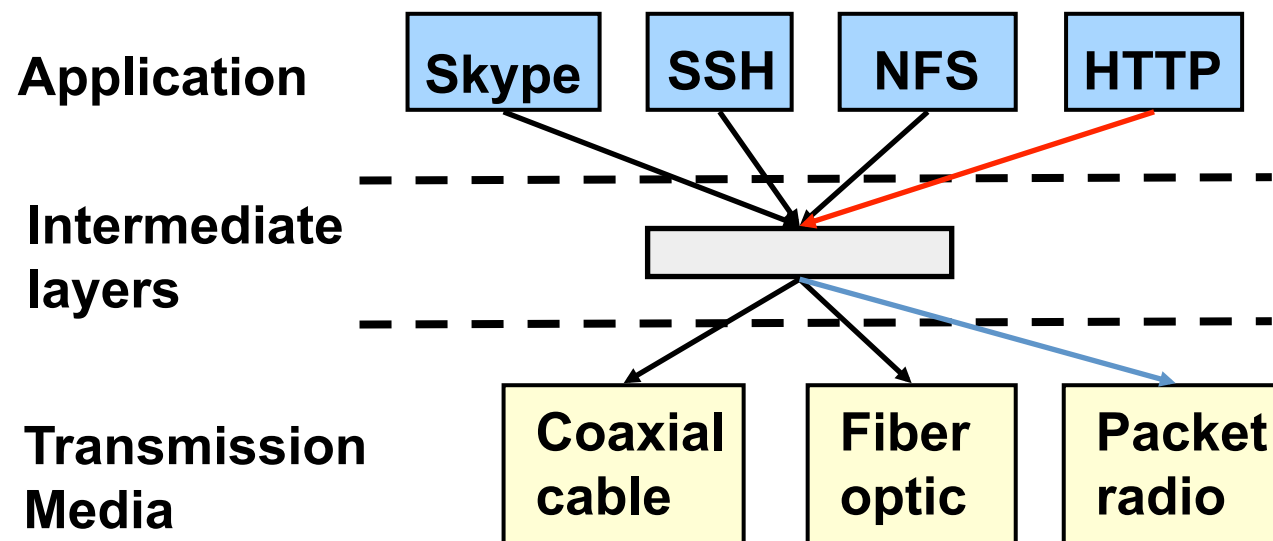 Application
Skype
SSH
NFS
HTTP
Intermediate
layers
Transmission
Media
Coaxial
cable
Fiber
optic
Packet
radio